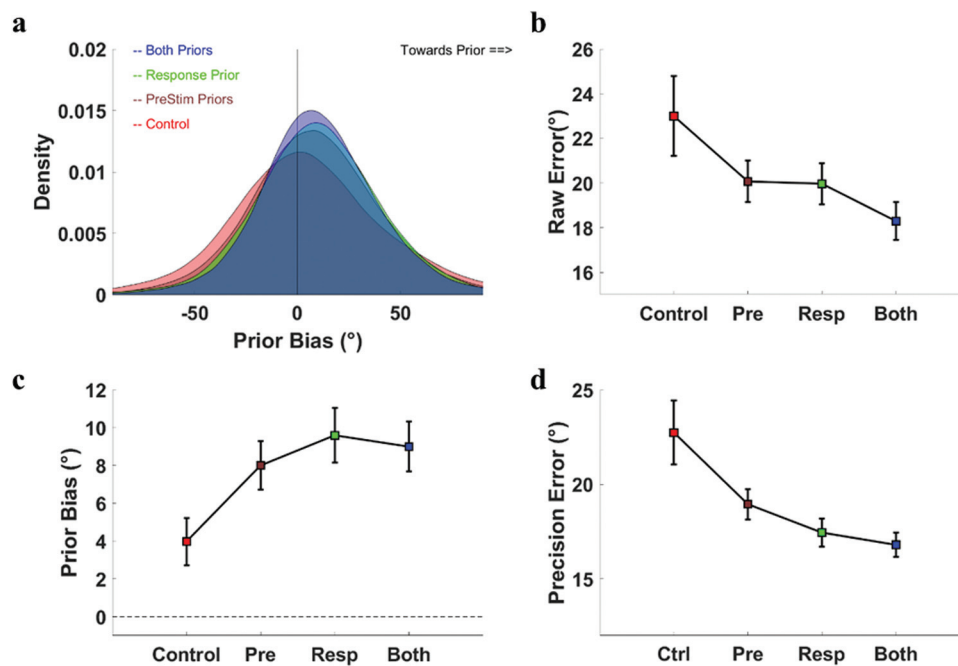 a
0.02
0.015
0.01
0.005
0
Density
-- Both Priors
-- Response Prior
-- PreStim Priors
-- Control
Towards Prior ==>
-50
0
50
Prior Bias (°)
b
24
22
20
18
16
Raw Error(°)
Control
Pre
Resp
Both
c
12
10
8
6
4
2
0
Prior Bias (°)
Control
Pre
Resp
Both
d
25
20
15
Precision Error (°)
Ctrl
Pre
Resp
Both